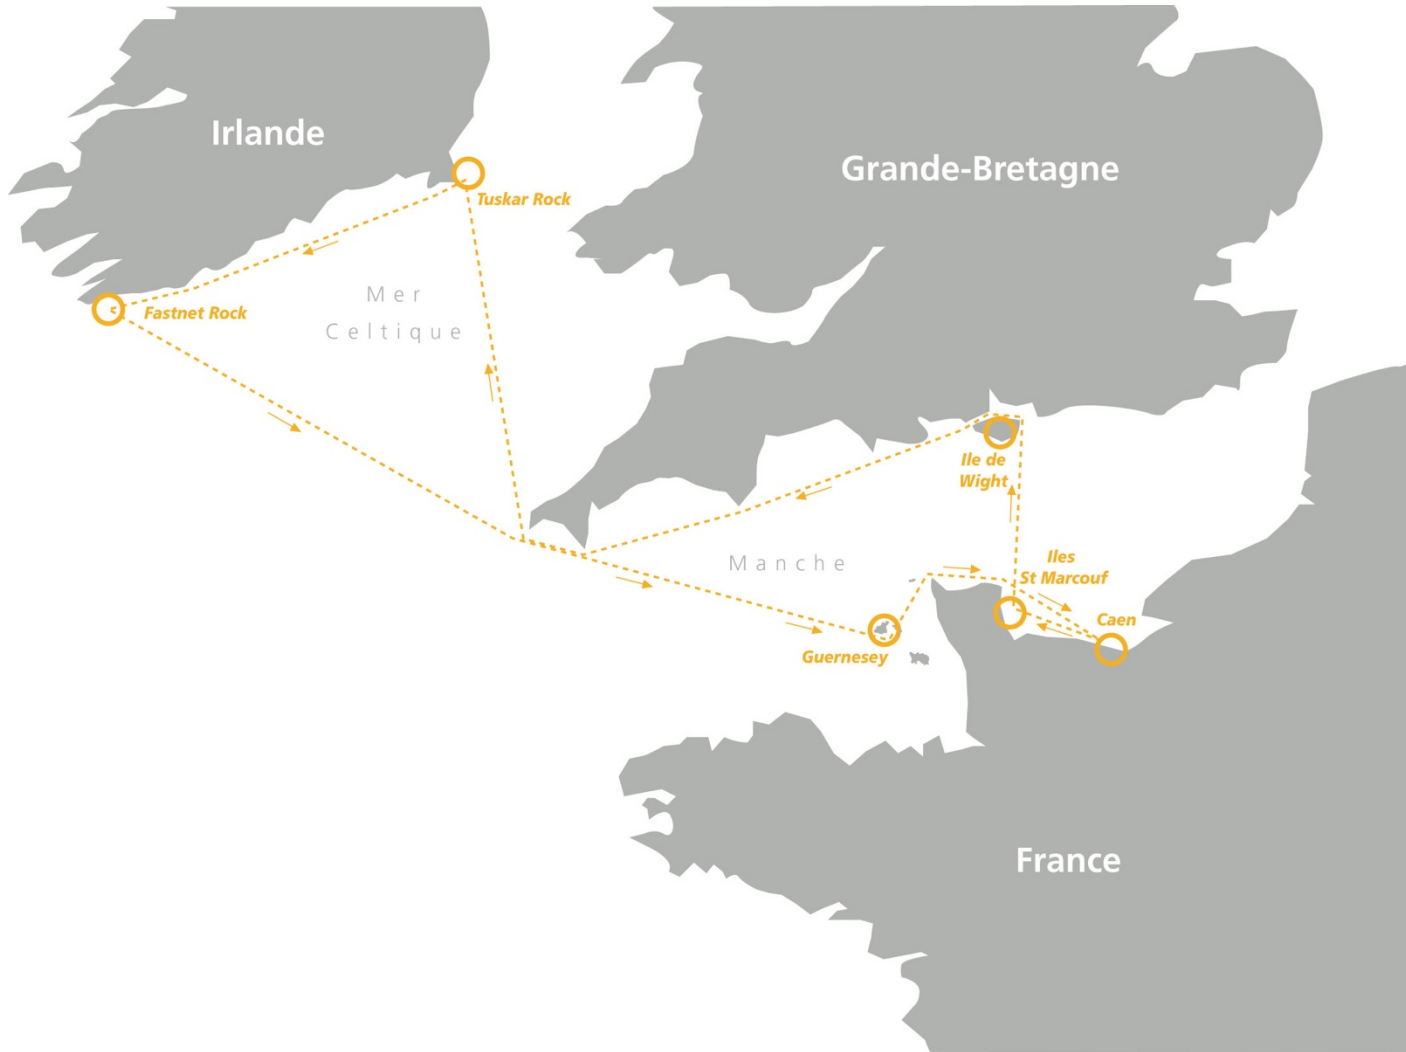 Irlande
Grande-Bretagne
Tuskar Rock
Mer
Celtique
Fastnet Rock
Ile de
Wight
Manche
Iles
St Marcouf
Caen
Guernesey
France